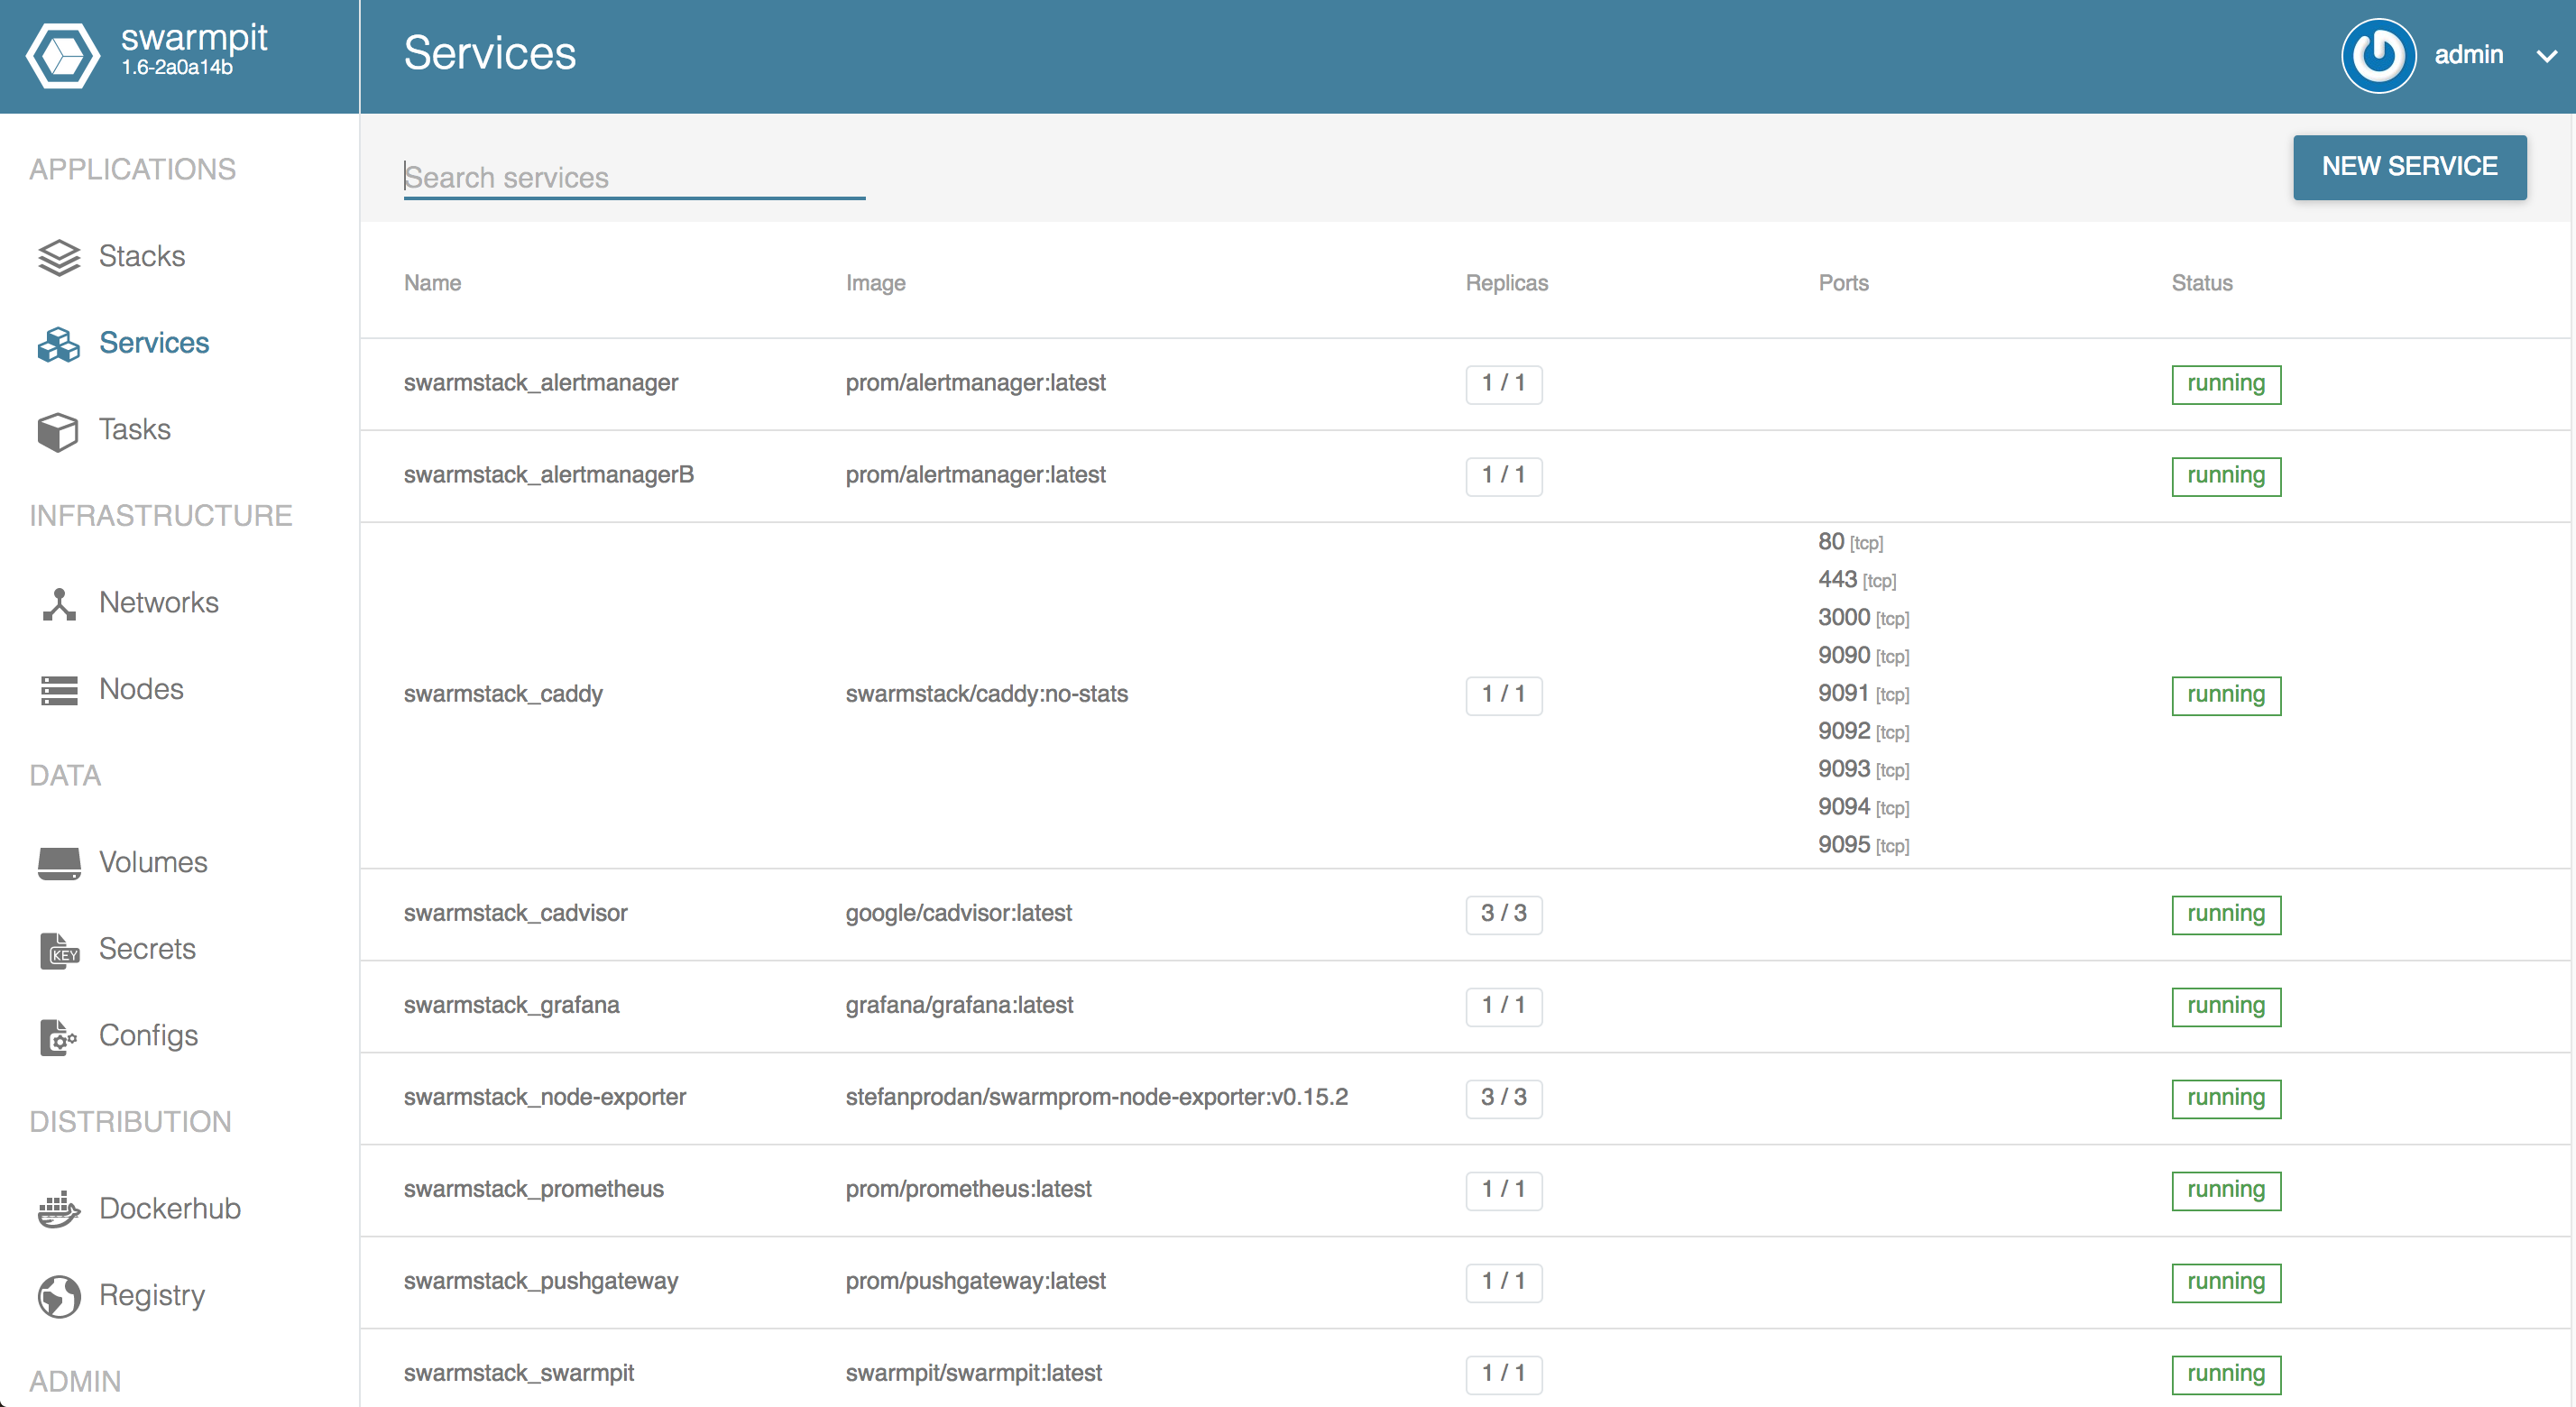 swarmpit
1.6-2a0a14b
Services
admin
APPLICATIONS
Stacks
Services
Tasks
INFRASTRUCTURE
Networks
Nodes
DATA
Volumes
KEY
Secrets
Configs
DISTRIBUTION
Dockerhub
Registry
ADMIN
Search services
NEW SERVICE
Name Image Replicas Ports Status
swarmstack_alertmanager prom/alertmanager:latest 1 / 1 running
swarmstack_alertmanagerB prom/alertmanager:latest 1 / 1 running
80 [tcp]
443 [tcp]
3000 [tcp]
9090 [tcp]
swarmstack_caddy swarmstack/caddy:no-stats 1 / 1 9091 [tcp] running
9092 [tcp]
9093 [tcp]
9094 [tcp]
9095 [tcp]
swarmstack_cadvisor google/cadvisor:latest 3 / 3 running
swarmstack_grafana grafana/grafana:latest 1 / 1 running
swarmstack_node-exporter stefanprodan/swarmprom-node-exporter:v0.15.2 3 / 3 running
swarmstack_prometheus prom/prometheus:latest 1 / 1 running
swarmstack_pushgateway prom/pushgateway:latest 1 / 1 running
swarmstack_swarmpit swarmpit/swarmpit:latest 1 / 1 running